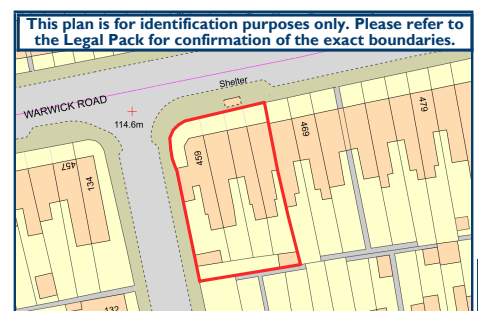 This plan is for identification purposes only. Please refer to
the Legal Pack for confirmation of the exact boundaries.
Shelter
WARWICK ROAD
114.6m
479
469
459
457
134
132